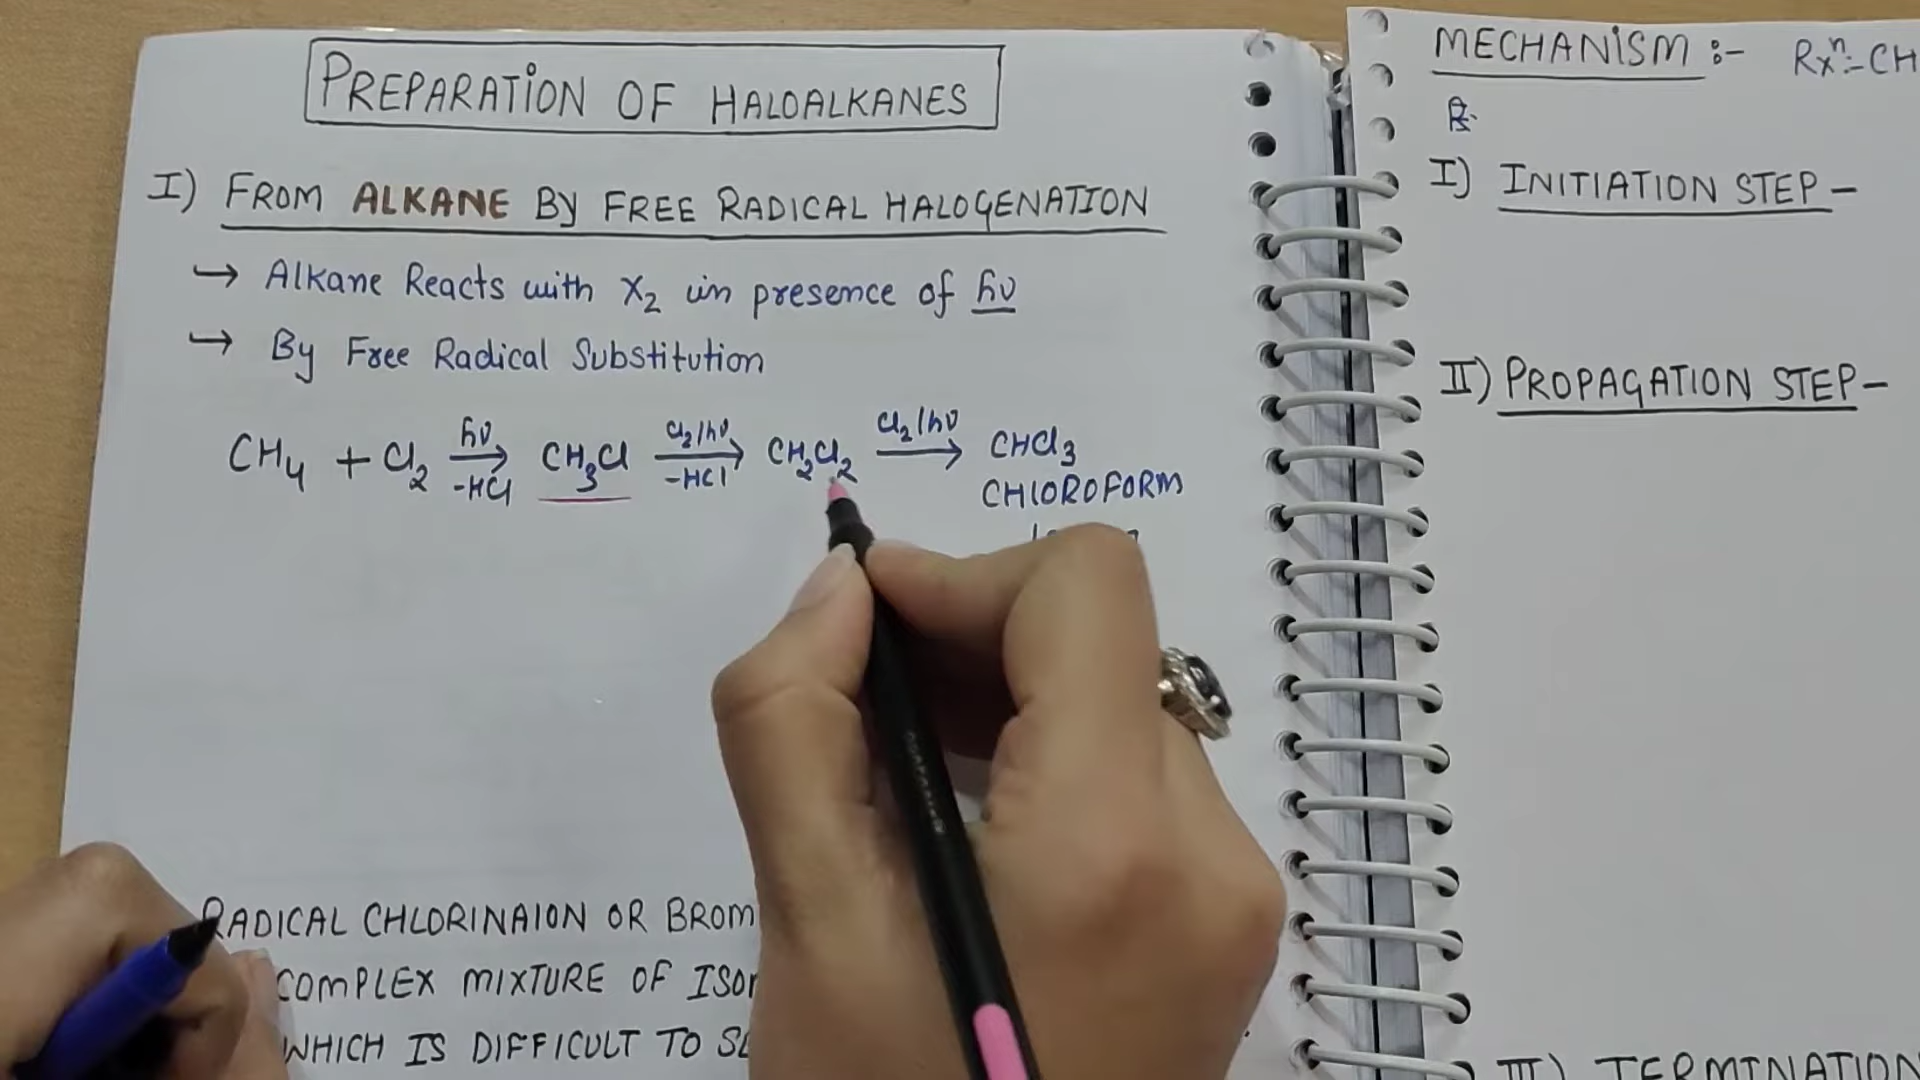 PREPARATION OF HALOALKANES
I) FROM ALKANE BY FREE RADICAL HALOGENATION
→ Alkane Reacts with X₂ in presence of hν
→ By Free Radical Substitution
CH₄ + Cl₂ hν→ -HCl CH₃Cl Cl₂/hν→ -HCl CH₂Cl₂ Cl₂/hν→ CHCl₃
CHLOROFORM
RADICAL CHLORINAION OR BROM
COMPLEX MIXTURE OF ISO
WHICH IS DIFFICULT TO
MECHANISM :- Rxⁿ:- CH
I) INITIATION STEP -
II) PROPAGATION STEP -
III) TERMINATION